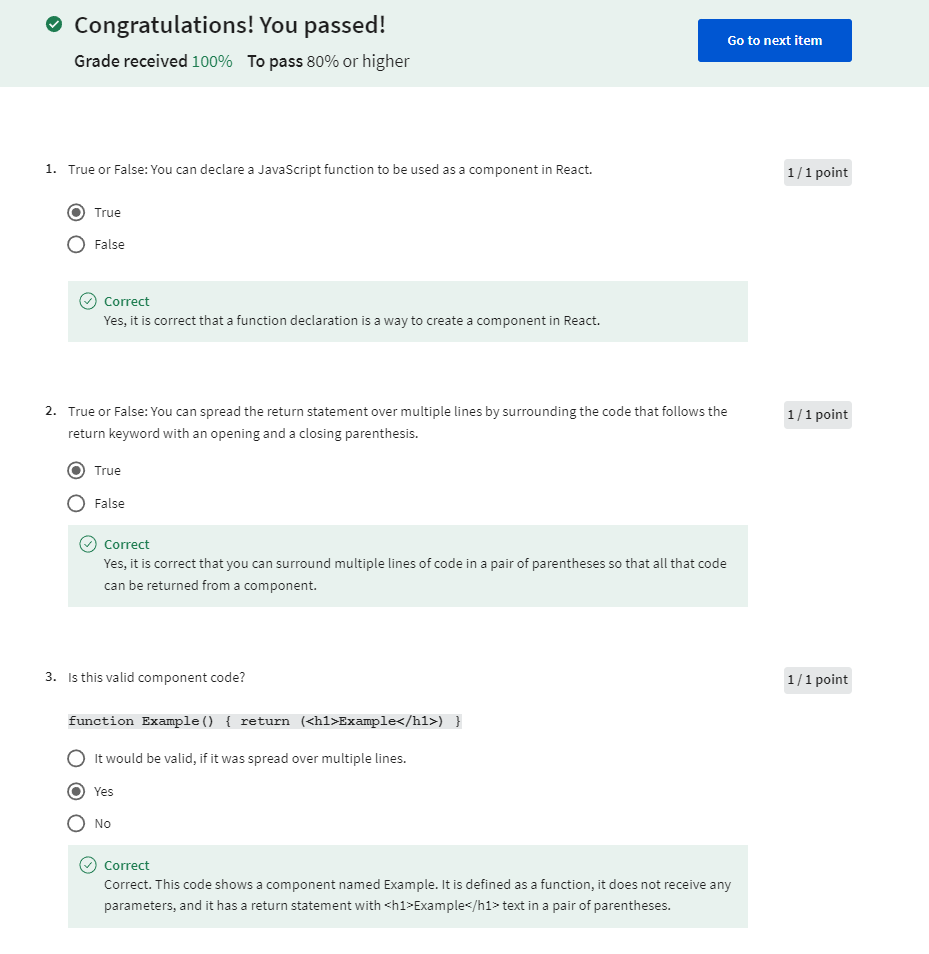 Congratulations! You passed!
Grade received 100% To pass 80% or higher
Go to next item
1. True or False: You can declare a JavaScript function to be used as a component in React.
1 / 1 point
True
False
Correct
Yes, it is correct that a function declaration is a way to create a component in React.
2. True or False: You can spread the return statement over multiple lines by surrounding the code that follows the
return keyword with an opening and a closing parenthesis.
1 / 1 point
True
False
Correct
Yes, it is correct that you can surround multiple lines of code in a pair of parentheses so that all that code
can be returned from a component.
3. Is this valid component code?
1 / 1 point
function Example() { return (<h1>Example</h1>) }
It would be valid, if it was spread over multiple lines.
Yes
No
Correct
Correct. This code shows a component named Example. It is defined as a function, it does not receive any
parameters, and it has a return statement with <h1>Example</h1> text in a pair of parentheses.